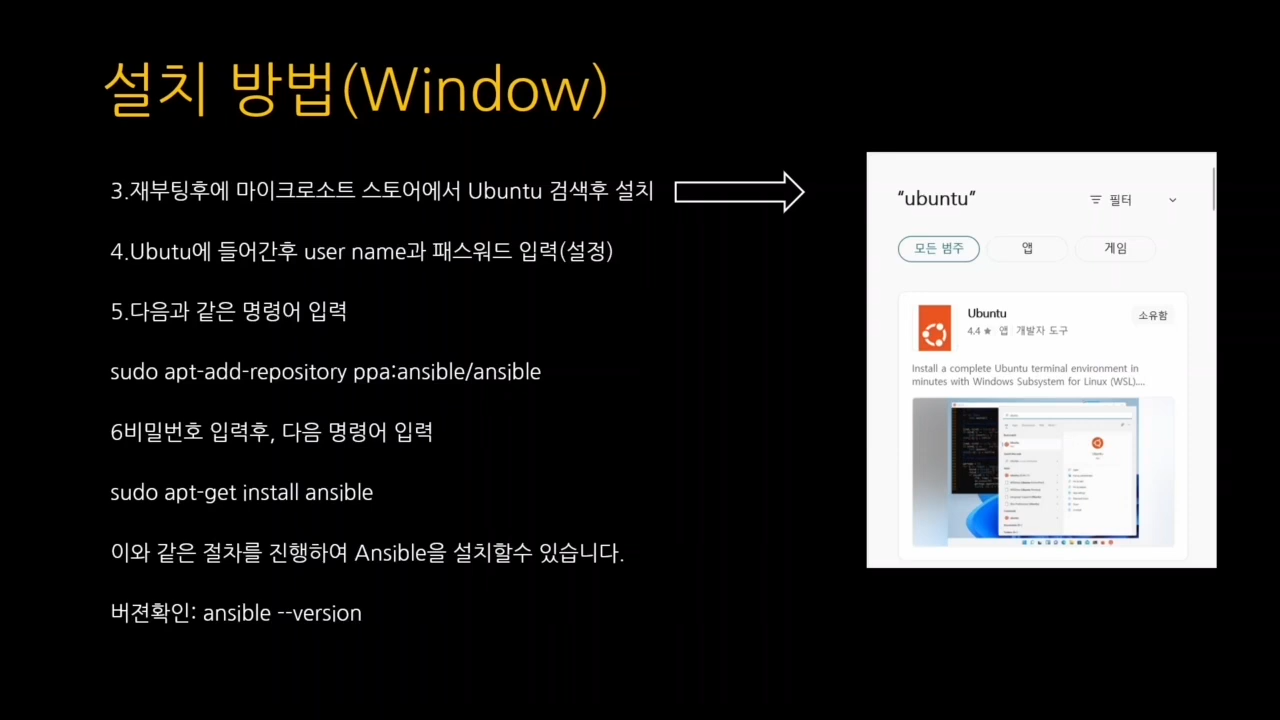 설치 방법(Window)
3.재부팅후에 마이크로소트 스토어에서 Ubuntu 검색후 설치
4.Ubutu에 들어간후 user name과 패스워드 입력(설정)
5.다음과 같은 명령어 입력
sudo apt-add-repository ppa:ansible/ansible
6비밀번호 입력후, 다음 명령어 입력
sudo apt-get install ansible
이와 같은 절차를 진행하여 Ansible을 설치할수 있습니다.
버젼확인: ansible --version
“ubuntu”
필터
모든 범주 앱 게임
Ubuntu
소유함
4.4 ★ 앱 개발자 도구
Install a complete Ubuntu terminal environment in
minutes with Windows Subsystem for Linux (WSL)....